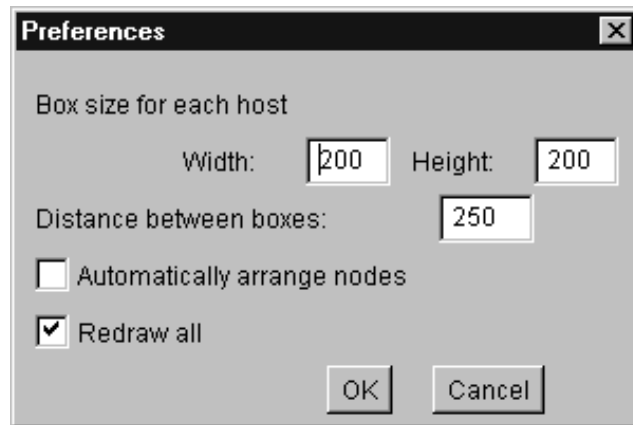 Preferences
Box size for each host
Width: 200 Height: 200
Distance between boxes: 250
Automatically arrange nodes
Redraw all
OK Cancel